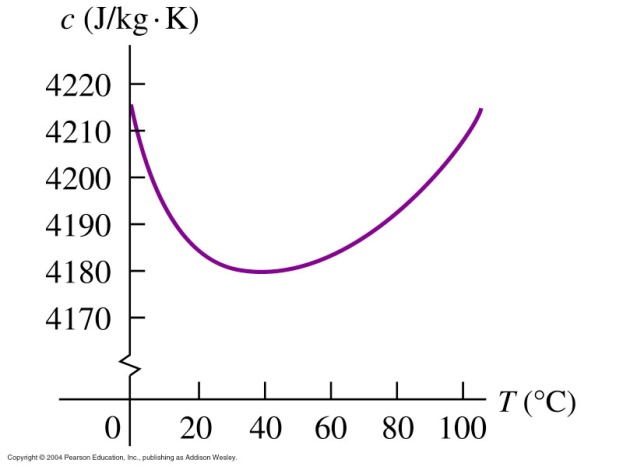 c (J/kg · K)
4220
4210
4200
4190
4180
4170
T (°C)
0 20 40 60 80 100
Copyright © 2004 Pearson Education, Inc., publishing as Addison Wesley.